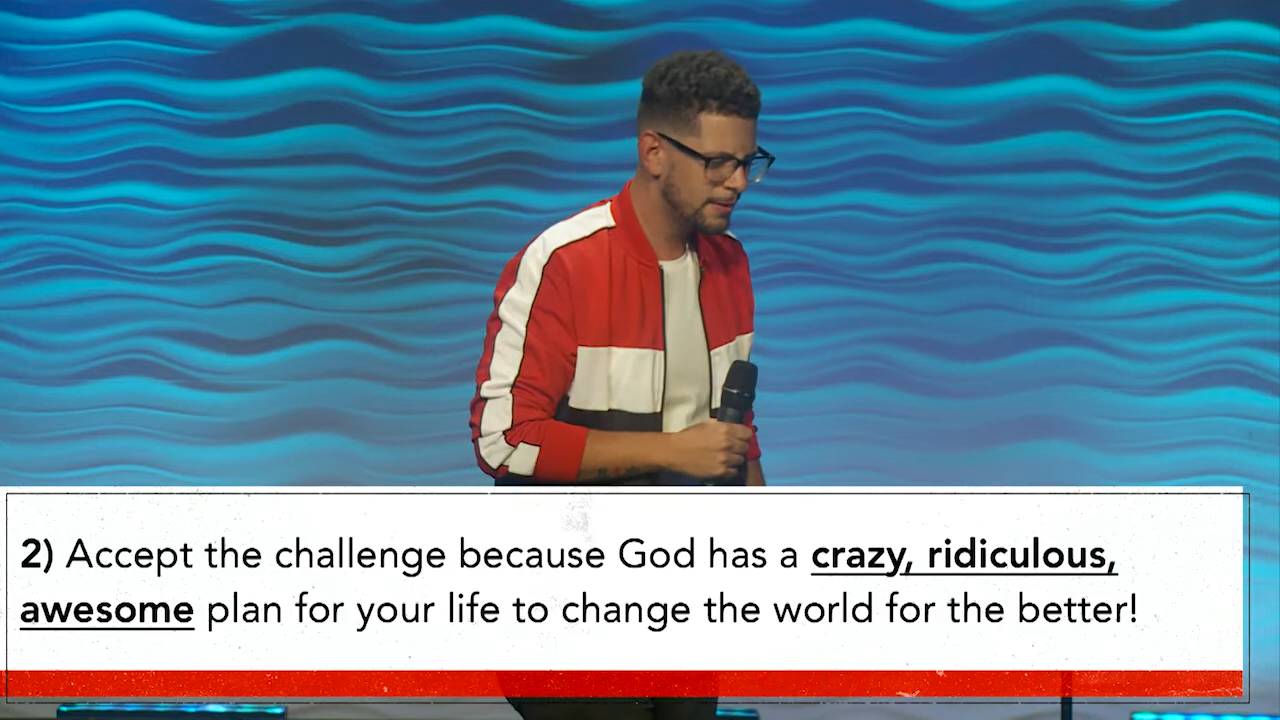 2) Accept the challenge because God has a crazy, ridiculous,
awesome plan for your life to change the world for the better!